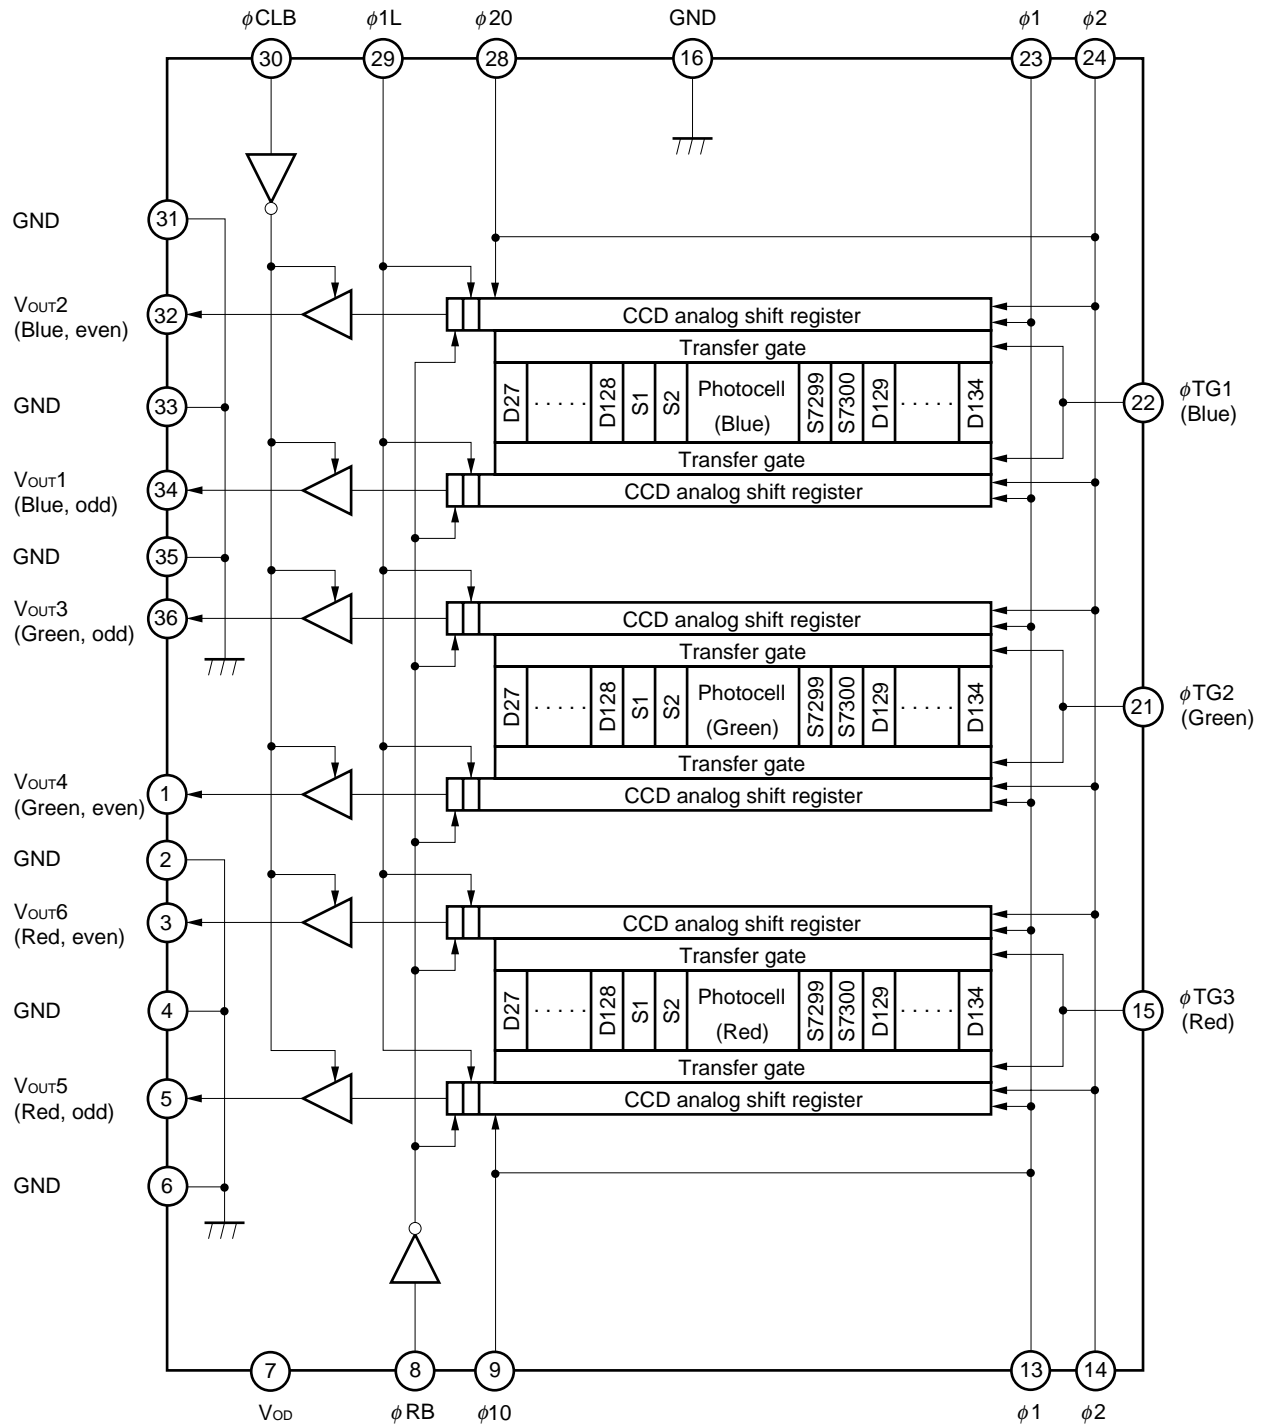 ϕCLB ϕ1L ϕ20 GND ϕ1 ϕ2
30 29 28 16 23 24
GND 31
VOUT2 32
(Blue, even)
CCD analog shift register
Transfer gate
GND 33
D27 ..... D128 S1 S2 Photocell (Blue) S7299 S7300 D129 ..... D134
22 ϕTG1
(Blue)
Transfer gate
VOUT1 34
(Blue, odd)
CCD analog shift register
GND 35
VOUT3 36
(Green, odd)
CCD analog shift register
Transfer gate
D27 ..... D128 S1 S2 Photocell (Green) S7299 S7300 D129 ..... D134
21 ϕTG2
(Green)
Transfer gate
VOUT4 1
(Green, even)
CCD analog shift register
GND 2
VOUT6 3
(Red, even)
CCD analog shift register
Transfer gate
GND 4
D27 ..... D128 S1 S2 Photocell (Red) S7299 S7300 D129 ..... D134
15 ϕTG3
(Red)
Transfer gate
VOUT5 5
(Red, odd)
CCD analog shift register
GND 6
7 8 9 13 14
VOD ϕRB ϕ10 ϕ1 ϕ2